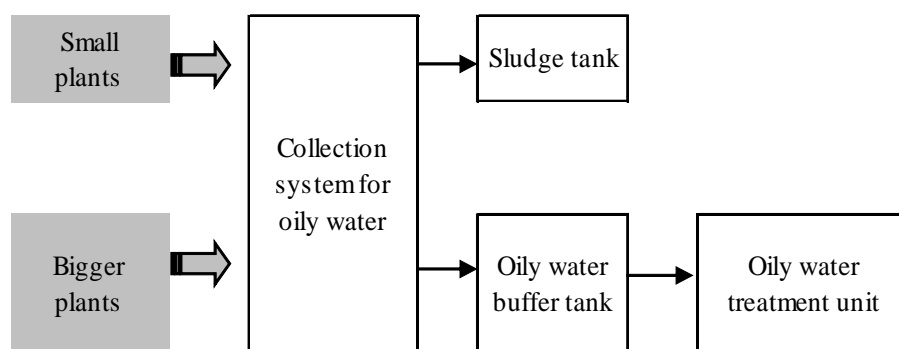 Small
plants
Sludge tank
Collection
system for
oily water
Bigger
plants
Oily water
buffer tank
Oily water
treatment unit